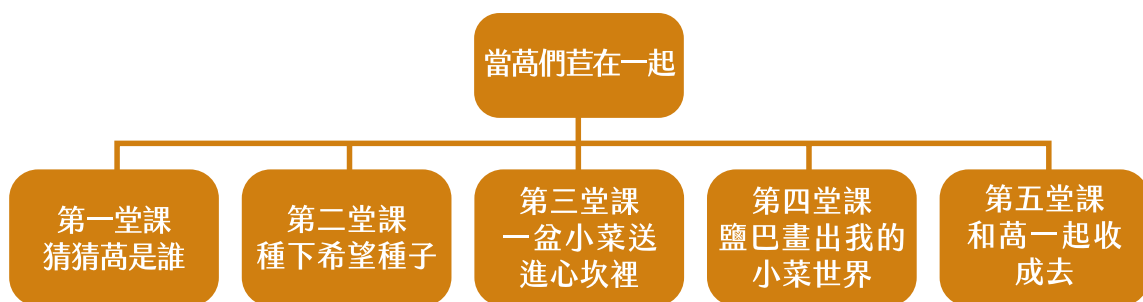 當萵們苣在一起
第一堂課
猜猜萵是誰
第二堂課
種下希望種子
第三堂課
一盆小菜送
進心坎裡
第四堂課
鹽巴畫出我的
小菜世界
第五堂課
和萵一起收
成去